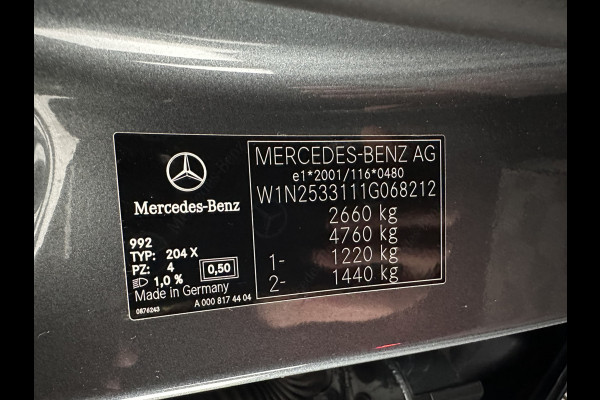 Mercedes-Benz
992
TYP: 204 X
PZ: 4
1,0 %
0,50
Made in Germany
0876243
A 000 817 44 04
MERCEDES-BENZ AG
e1*2001/116*0480
W1N2533111G068212
2660 kg
4760 kg
1- 1220 kg
2- 1440 kg